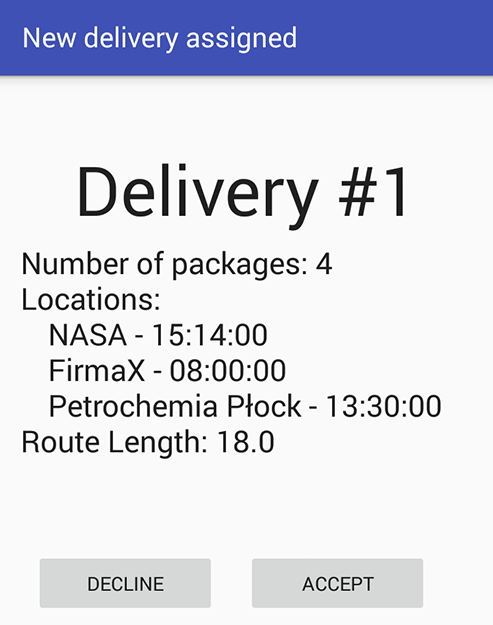 New delivery assigned
Delivery #1
Number of packages: 4
Locations:
NASA - 15:14:00
FirmaX - 08:00:00
Petrochemia Płock - 13:30:00
Route Length: 18.0
DECLINE ACCEPT